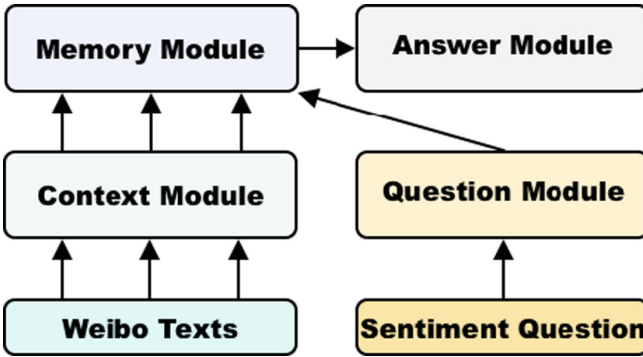 Memory Module
Answer Module
Context Module
Question Module
Weibo Texts
Sentiment Question